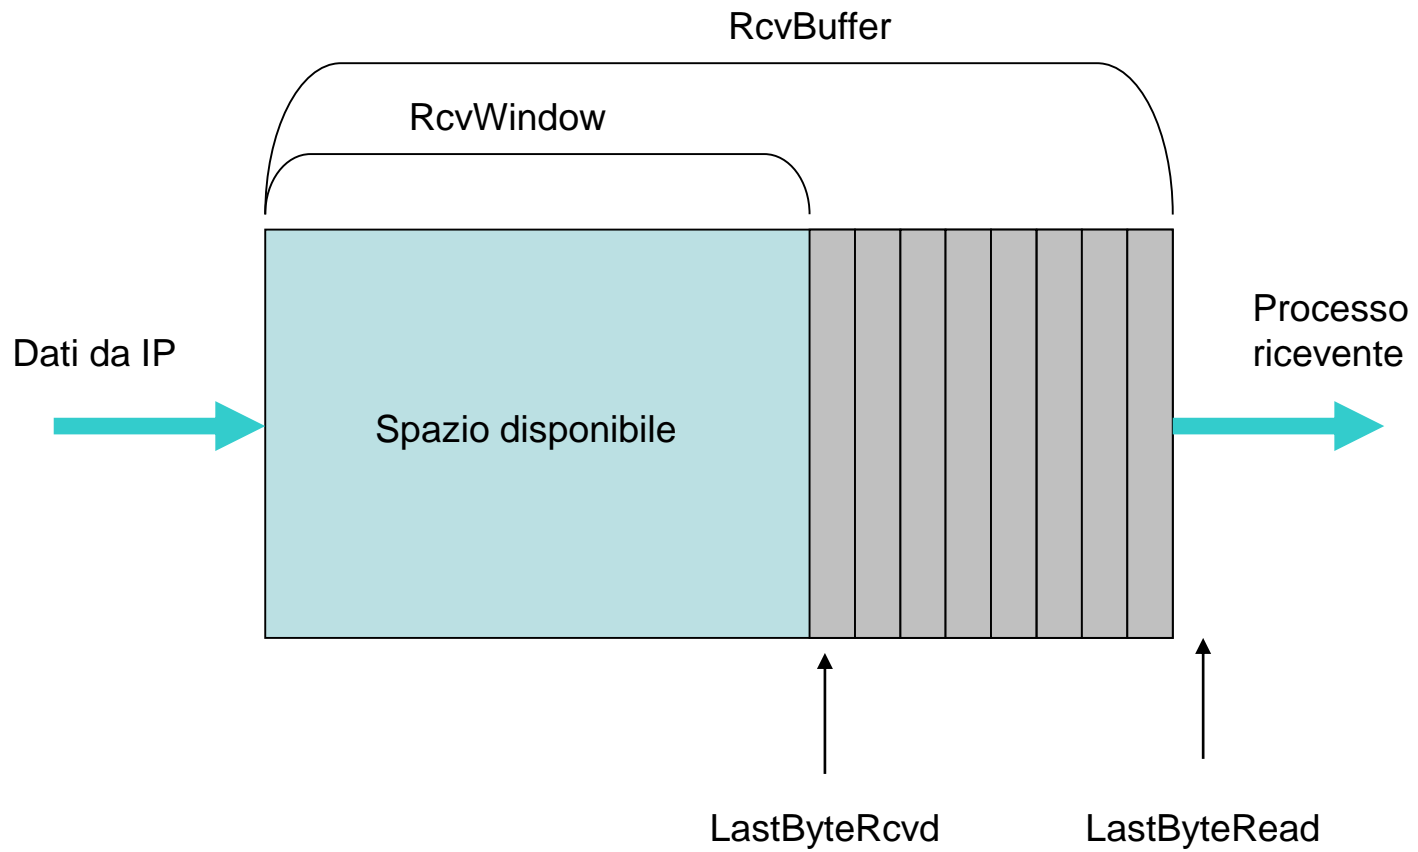 RcvBuffer
RcvWindow
Dati da IP
Spazio disponibile
Processo
ricevente
LastByteRcvd
LastByteRead